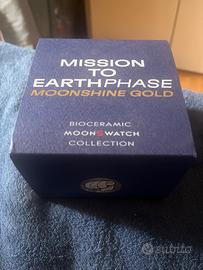 MISSION
TO
EARTHPHASE
MOONSHINE GOLD
BIOCERAMIC
MOONSWATCH
COLLECTION
subito